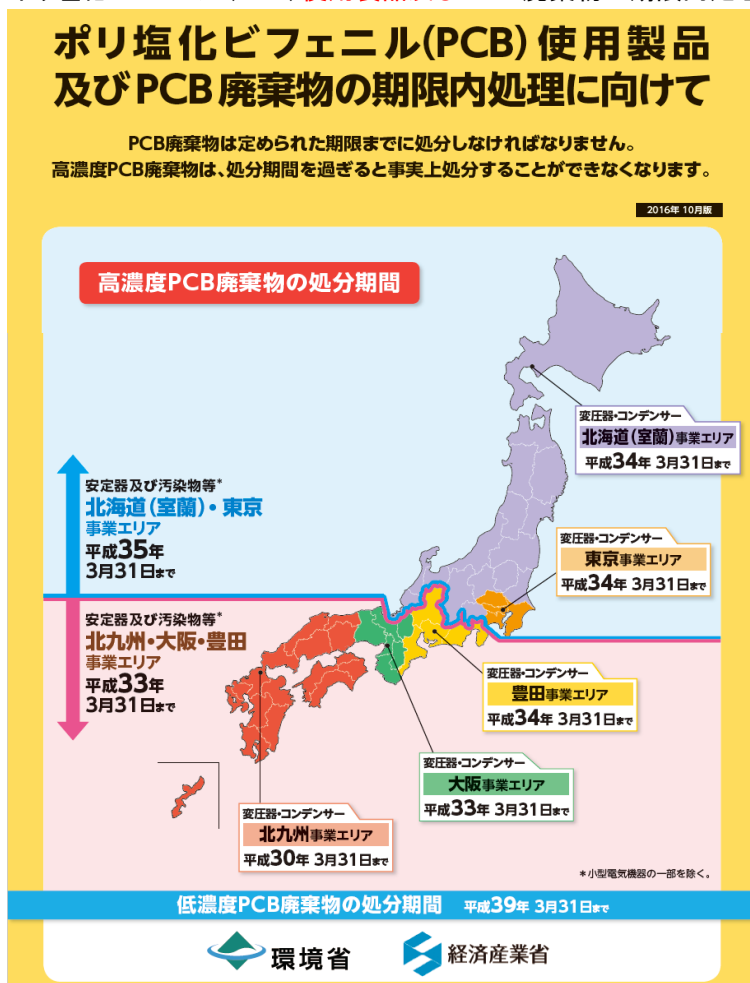 ポリ塩化ビフェニル(PCB)使用製品
及びPCB廃棄物の期限内処理に向けて
PCB廃棄物は定められた期限までに処分しなければなりません。
高濃度PCB廃棄物は、処分期間を過ぎると事実上処分することができなくなります。
2016年 10月版
高濃度PCB廃棄物の処分期間
変圧器・コンデンサー
北海道(室蘭)事業エリア
平成34年 3月31日まで
安定器及び汚染物等*
北海道(室蘭)・東京
事業エリア
平成35年
3月31日まで
変圧器・コンデンサー
東京事業エリア
平成34年 3月31日まで
安定器及び汚染物等*
北九州・大阪・豊田
事業エリア
平成33年
3月31日まで
変圧器・コンデンサー
豊田事業エリア
平成34年 3月31日まで
変圧器・コンデンサー
大阪事業エリア
平成33年 3月31日まで
変圧器・コンデンサー
北九州事業エリア
平成30年 3月31日まで
*小型電気機器の一部を除く。
低濃度PCB廃棄物の処分期間 平成39年 3月31日まで
環境省
経済産業省